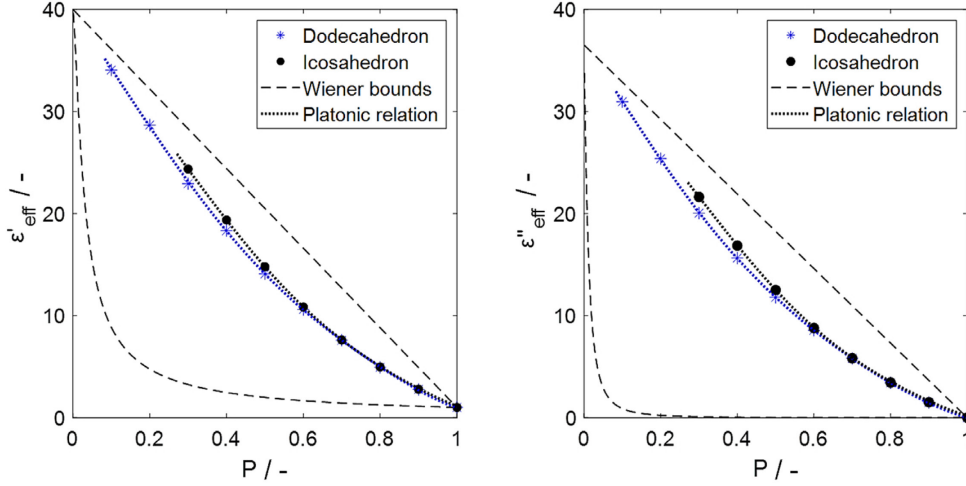 40
30
20
10
0
ε'eff / -
0 0.2 0.4 0.6 0.8 1
P / -
Dodecahedron
Icosahedron
Wiener bounds
Platonic relation
40
30
20
10
0
ε"eff / -
0 0.2 0.4 0.6 0.8 1
P / -
Dodecahedron
Icosahedron
Wiener bounds
Platonic relation